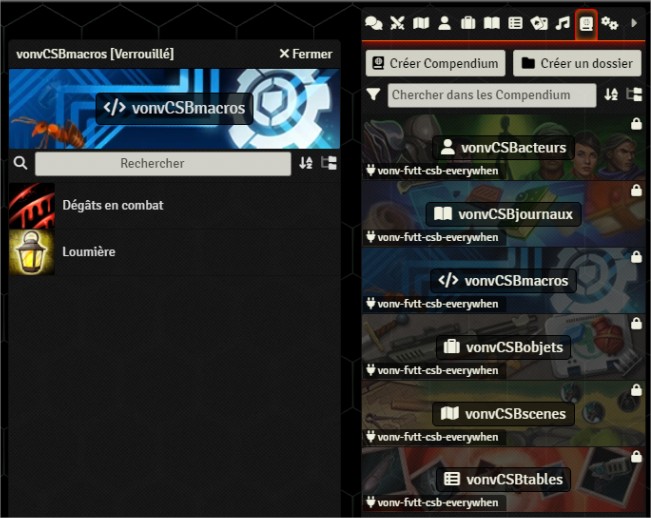 vonvCSBmacros [Verrouillé]
Fermer
</> vonvCSBmacros
Rechercher
Dégâts en combat
Loumière
Créer Compendium
Créer un dossier
Chercher dans les Compendium
vonvCSBacteurs
vonv-fvtt-csb-everywhen
vonvCSBjournaux
vonv-fvtt-csb-everywhen
</> vonvCSBmacros
vonv-fvtt-csb-everywhen
vonvCSBobjets
vonv-fvtt-csb-everywhen
vonvCSBscenes
vonv-fvtt-csb-everywhen
vonvCSBtables
vonv-fvtt-csb-everywhen